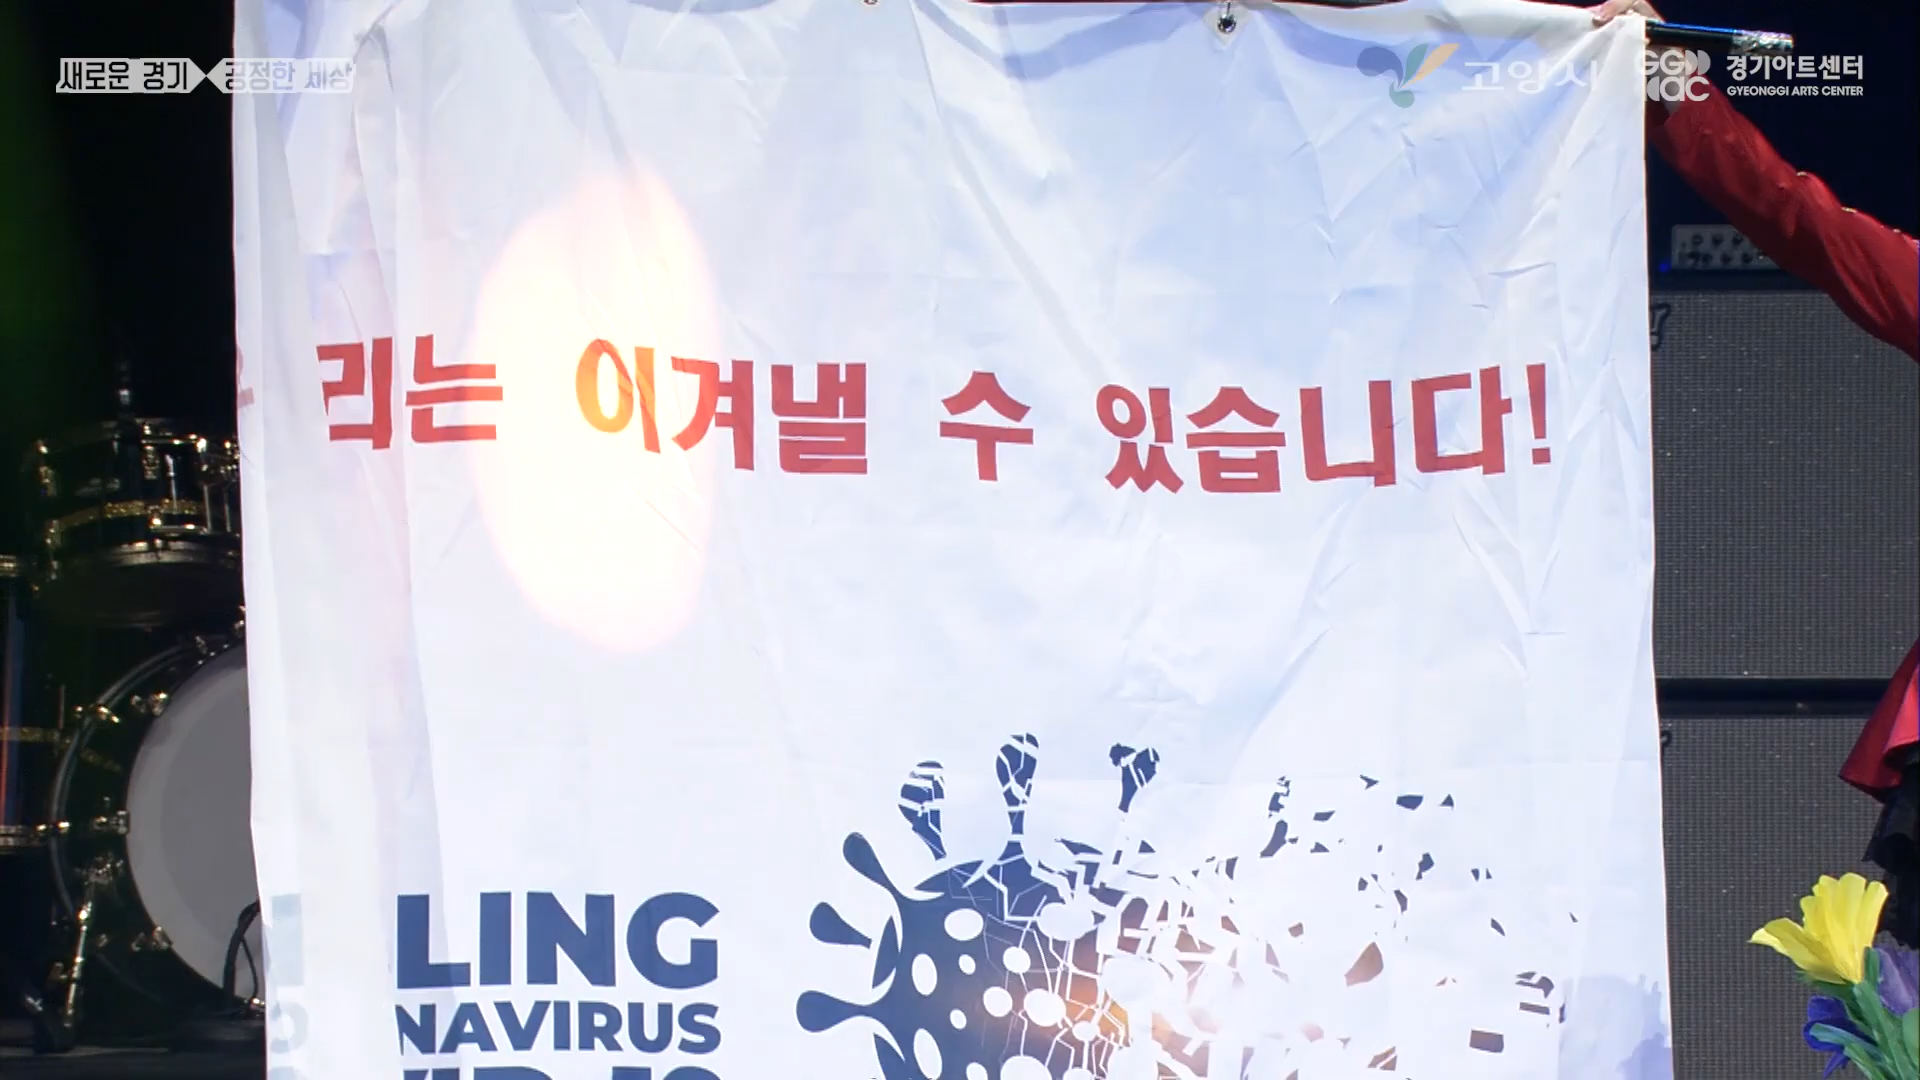 새로운 경기 공정한 세상
고양시
GGAC 경기아트센터
GYEONGGI ARTS CENTER
리는 이겨낼 수 있습니다!
LING
NAVIRUS